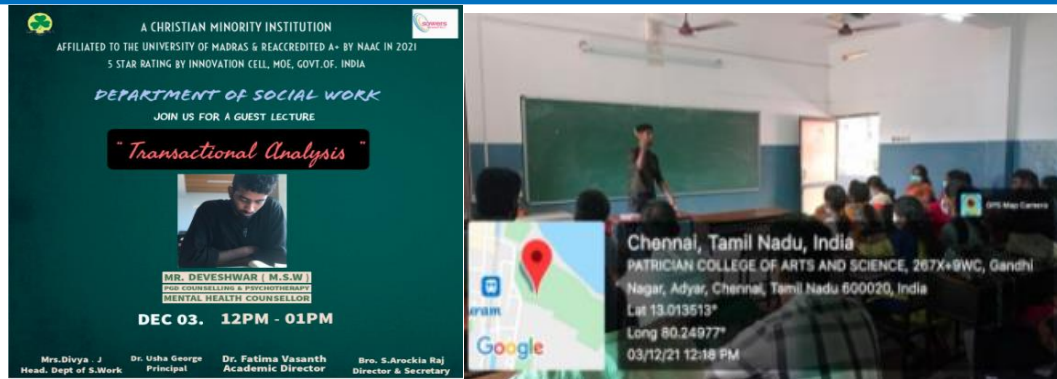 A CHRISTIAN MINORITY INSTITUTION
AFFILIATED TO THE UNIVERSITY OF MADRAS & REACCREDITED A+ BY NAAC IN 2021
5 STAR RATING BY INNOVATION CELL, MOE, GOVT.OF. INDIA
DEPARTMENT OF SOCIAL WORK
JOIN US FOR A GUEST LECTURE
"Transactional Analysis"
MR. DEVESHWAR ( M.S.W )
PGD COUNSELLING & PSYCHOTHERAPY
MENTAL HEALTH COUNSELLOR
DEC 03. 12PM - 01PM
Mrs.Divya . J
Head. Dept of S.Work
Dr. Usha George
Principal
Dr. Fatima Vasanth
Academic Director
Bro. S.Arockia Raj
Director & Secretary
GPS Map Camera
Chennai, Tamil Nadu, India
PATRICIAN COLLEGE OF ARTS AND SCIENCE, 267X+9WC, Gandhi
Nagar, Adyar, Chennai, Tamil Nadu 600020, India
Lat 13.013513°
Long 80.24977°
03/12/21 12:18 PM
Google